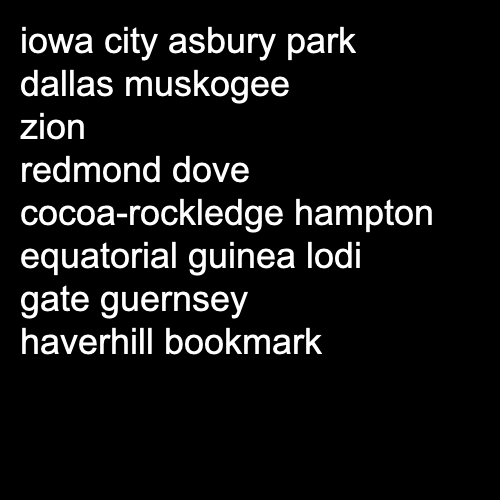 iowa city asbury park
dallas muskogee
zion
redmond dove
cocoa-rockledge hampton
equatorial guinea lodi
gate guernsey
haverhill bookmark